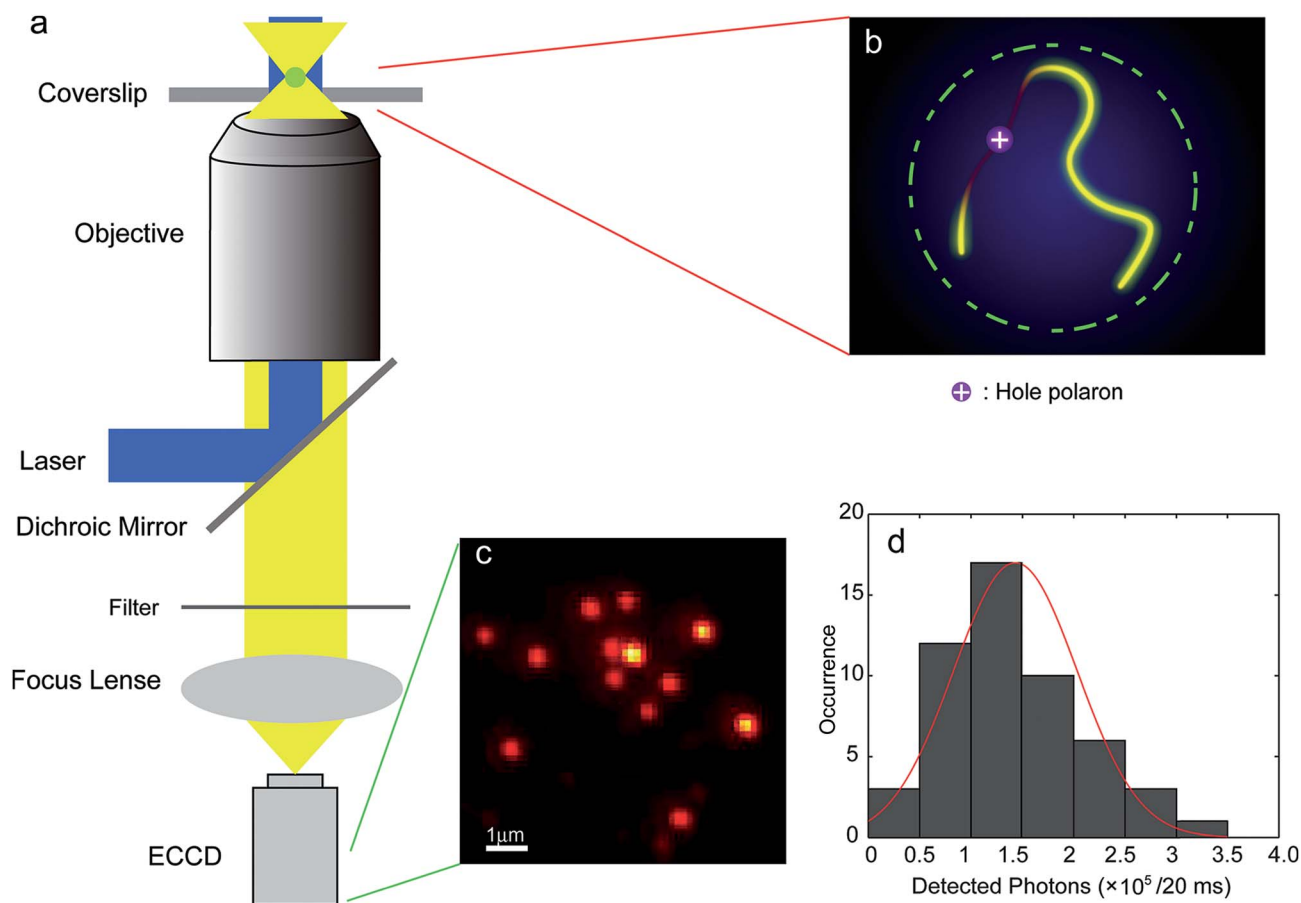 a
Coverslip
Objective
Laser
Dichroic Mirror
Filter
Focus Lense
ECCD
b
+
+ : Hole polaron
c
1μm
d
20
15
10
5
0
Occurrence
0 0.5 1 1.5 2 2.5 3 3.5 4.0
Detected Photons (×10⁵/20 ms)